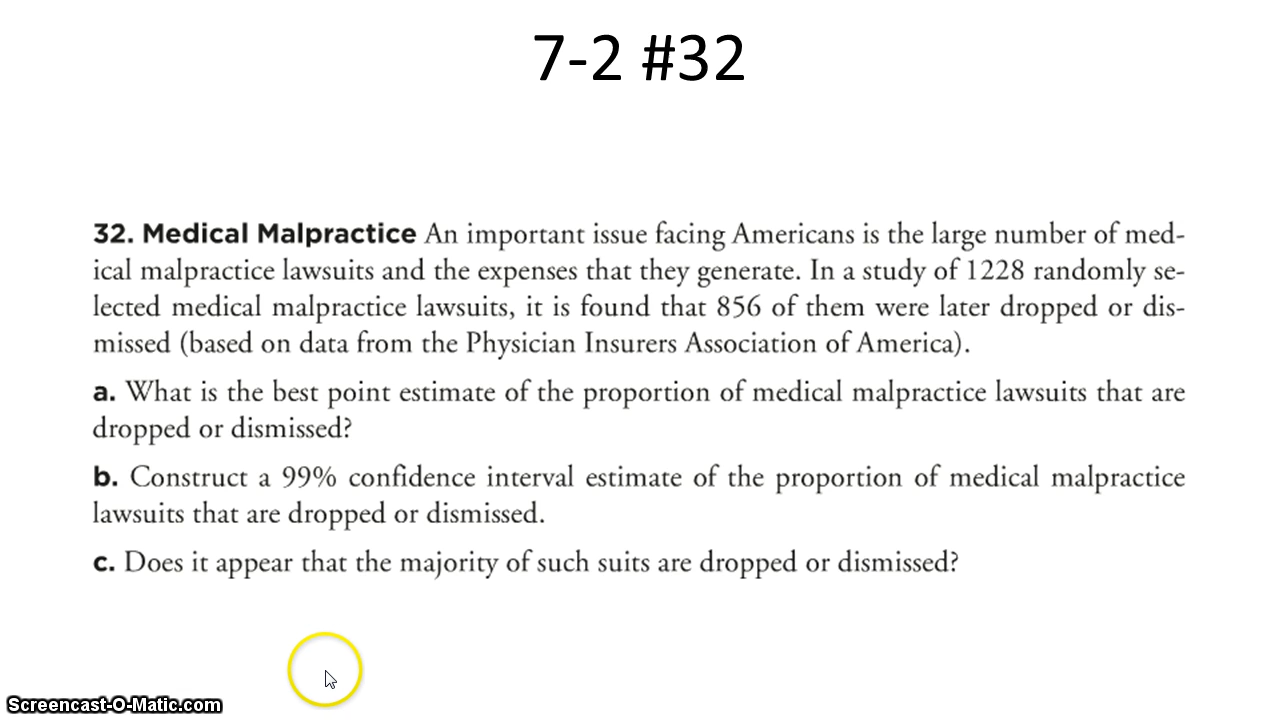 7-2 #32
32. Medical Malpractice An important issue facing Americans is the large number of med-
ical malpractice lawsuits and the expenses that they generate. In a study of 1228 randomly se-
lected medical malpractice lawsuits, it is found that 856 of them were later dropped or dis-
missed (based on data from the Physician Insurers Association of America).
a. What is the best point estimate of the proportion of medical malpractice lawsuits that are
dropped or dismissed?
b. Construct a 99% confidence interval estimate of the proportion of medical malpractice
lawsuits that are dropped or dismissed.
c. Does it appear that the majority of such suits are dropped or dismissed?
Screencast-O-Matic.com